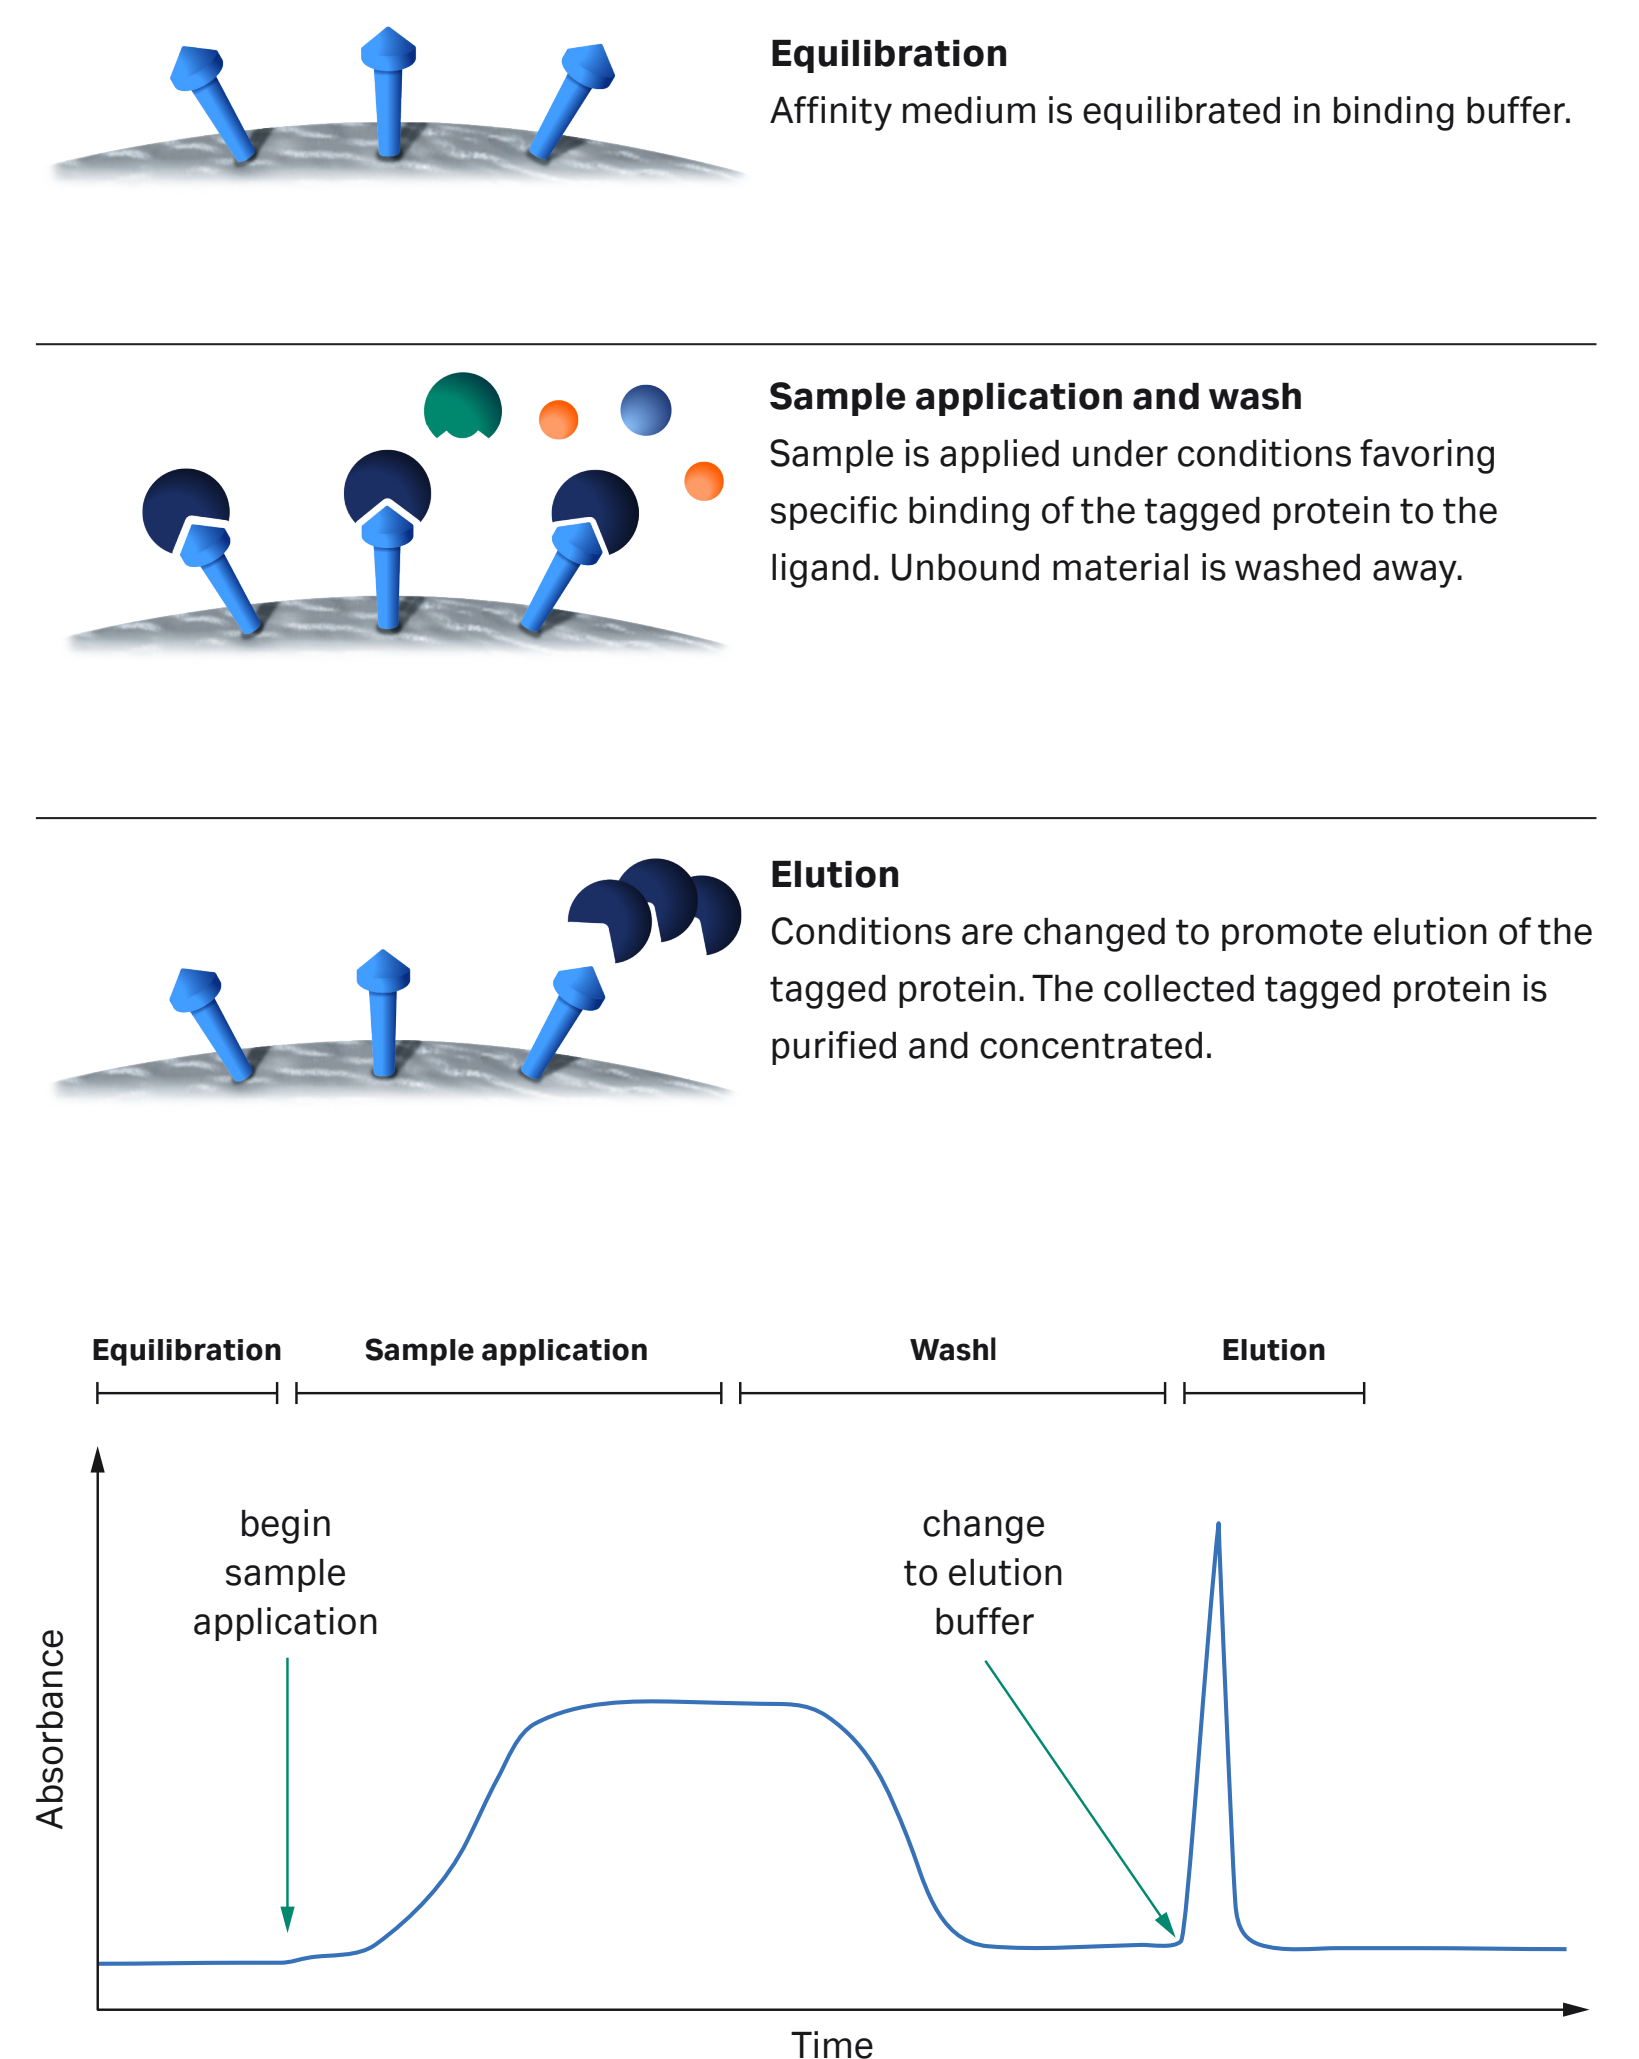 Equilibration
Affinity medium is equilibrated in binding buffer.
Sample application and wash
Sample is applied under conditions favoring
specific binding of the tagged protein to the
ligand. Unbound material is washed away.
Elution
Conditions are changed to promote elution of the
tagged protein. The collected tagged protein is
purified and concentrated.
Equilibration
Sample application
Washl
Elution
begin
sample
application
change
to elution
buffer
Absorbance
Time